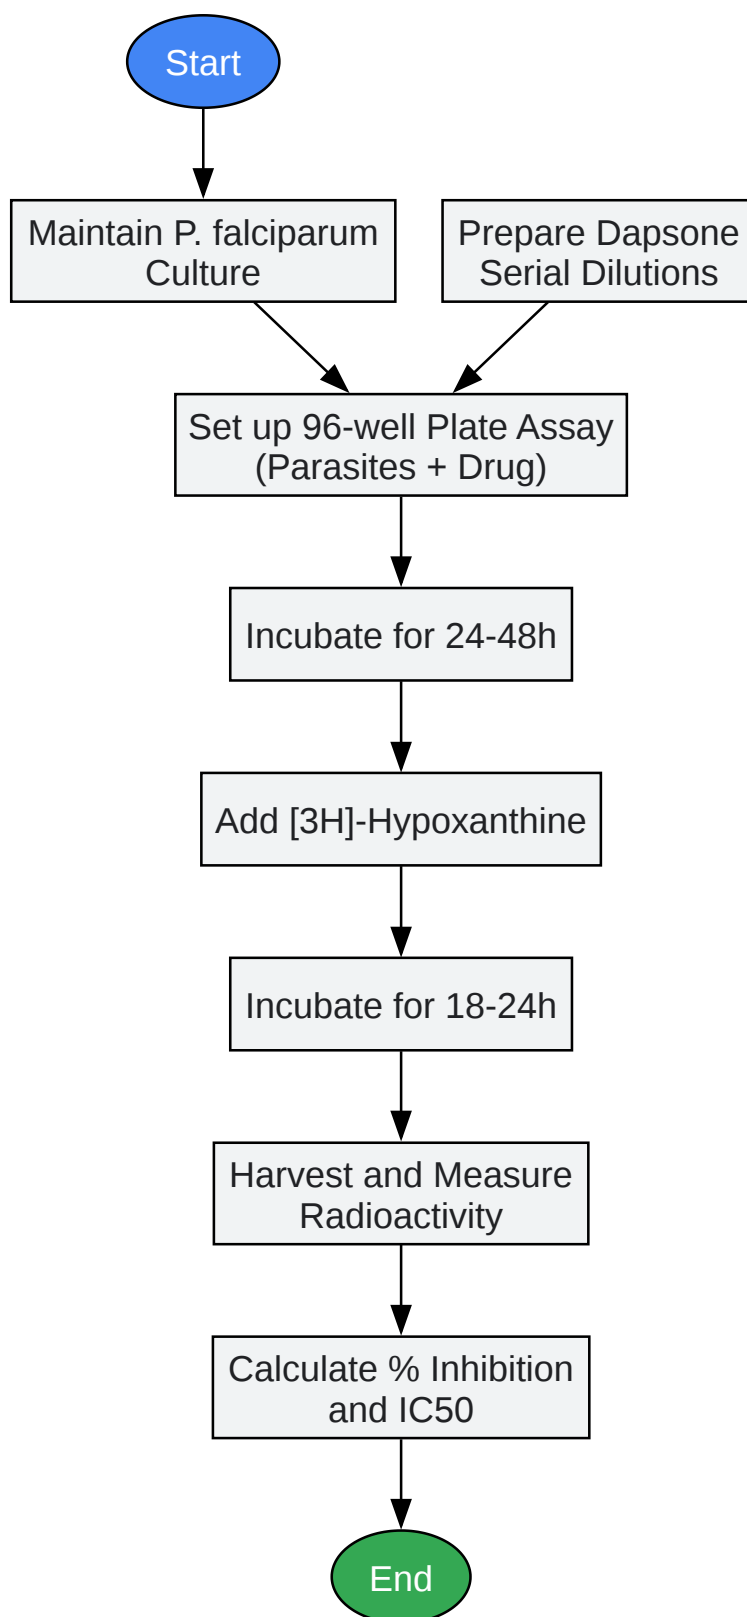 Start
Maintain P. falciparum
Culture
Prepare Dapsone
Serial Dilutions
Set up 96-well Plate Assay
(Parasites + Drug)
Incubate for 24-48h
Add [3H]-Hypoxanthine
Incubate for 18-24h
Harvest and Measure
Radioactivity
Calculate % Inhibition
and IC50
End